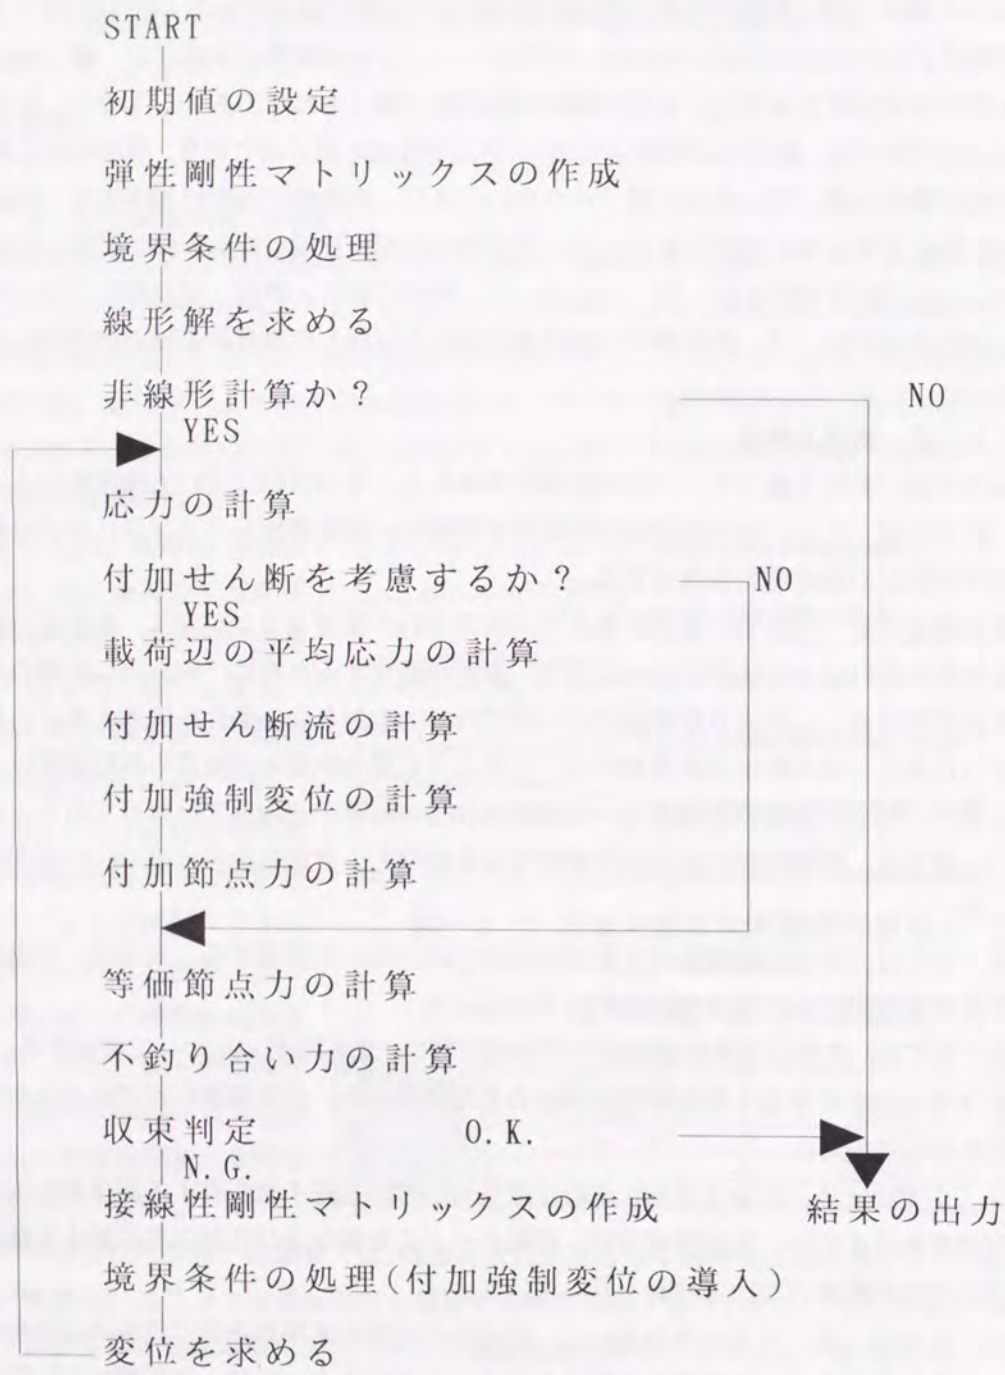 START
初期値の設定
弾性剛性マトリックスの作成
境界条件の処理
線形解を求める
非線形計算か？ NO
YES
応力の計算
付加せん断を考慮するか？ NO
YES
載荷辺の平均応力の計算
付加せん断流の計算
付加強制変位の計算
付加節点力の計算
等価節点力の計算
不釣り合い力の計算
収束判定 O.K.
N.G.
接線性剛性マトリックスの作成 結果の出力
境界条件の処理(付加強制変位の導入)
変位を求める